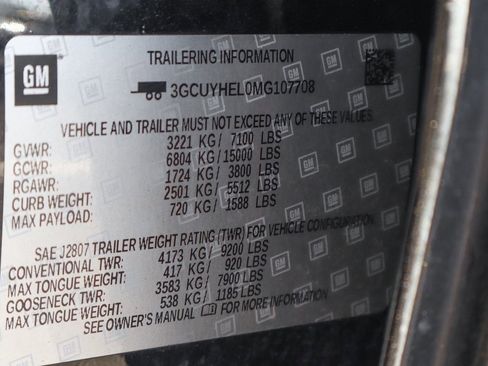 GM
TRAILERING INFORMATION
3GCUYHEL0MG107708
VEHICLE AND TRAILER MUST NOT EXCEED ANY OF THESE VALUES.
GVWR: 3221 KG/ 7100 LBS
GCWR: 6804 KG/15000 LBS
RGAWR: 1724 KG/ 3800 LBS
CURB WEIGHT: 2501 KG/ 5512 LBS
MAX PAYLOAD: 720 KG/ 1588 LBS
SAE J2807 TRAILER WEIGHT RATING (TWR) FOR VEHICLE CONFIGURATION
CONVENTIONAL TWR: 4173 KG/ 9200 LBS
MAX TONGUE WEIGHT: 417 KG/ 920 LBS
GOOSENECK TWR: 3583 KG/ 7900 LBS
MAX TONGUE WEIGHT: 538 KG/ 1185 LBS
SEE OWNER'S MANUAL FOR MORE INFORMATION